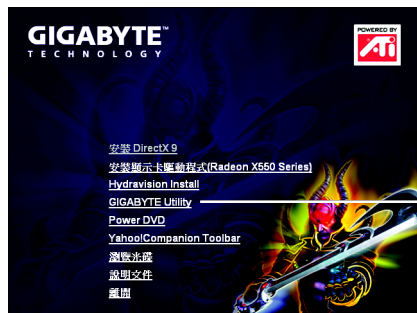 GIGABYTE™
TECHNOLOGY
POWERED BY
ATi
安裝 DirectX 9
安裝顯示卡驅動程式(Radeon X550 Series)
Hydravision Install
GIGABYTE Utility
Power DVD
Yahoo!Companion Toolbar
瀏覽光碟
說明文件
離開